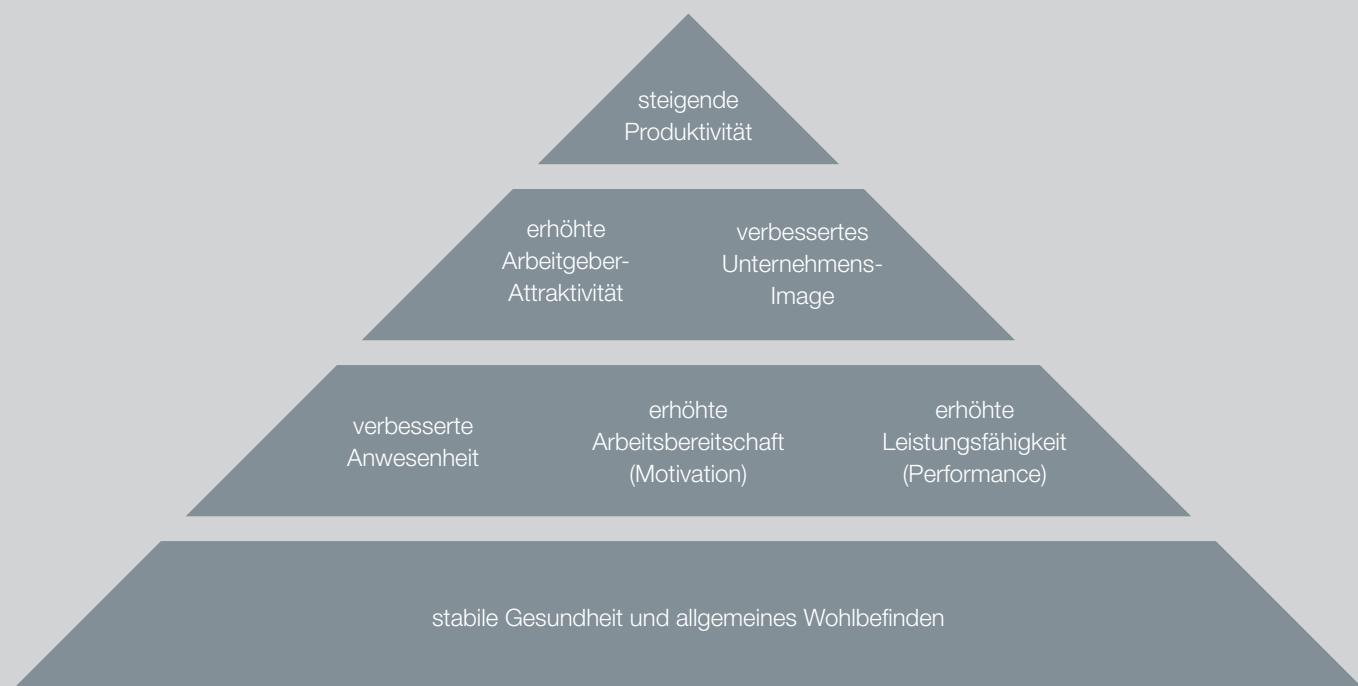 steigende
Produktivität
erhöhte
Arbeitgeber-
Attraktivität
verbessertes
Unternehmens-
Image
verbesserte
Anwesenheit
erhöhte
Arbeitsbereitschaft
(Motivation)
erhöhte
Leistungsfähigkeit
(Performance)
stabile Gesundheit und allgemeines Wohlbefinden